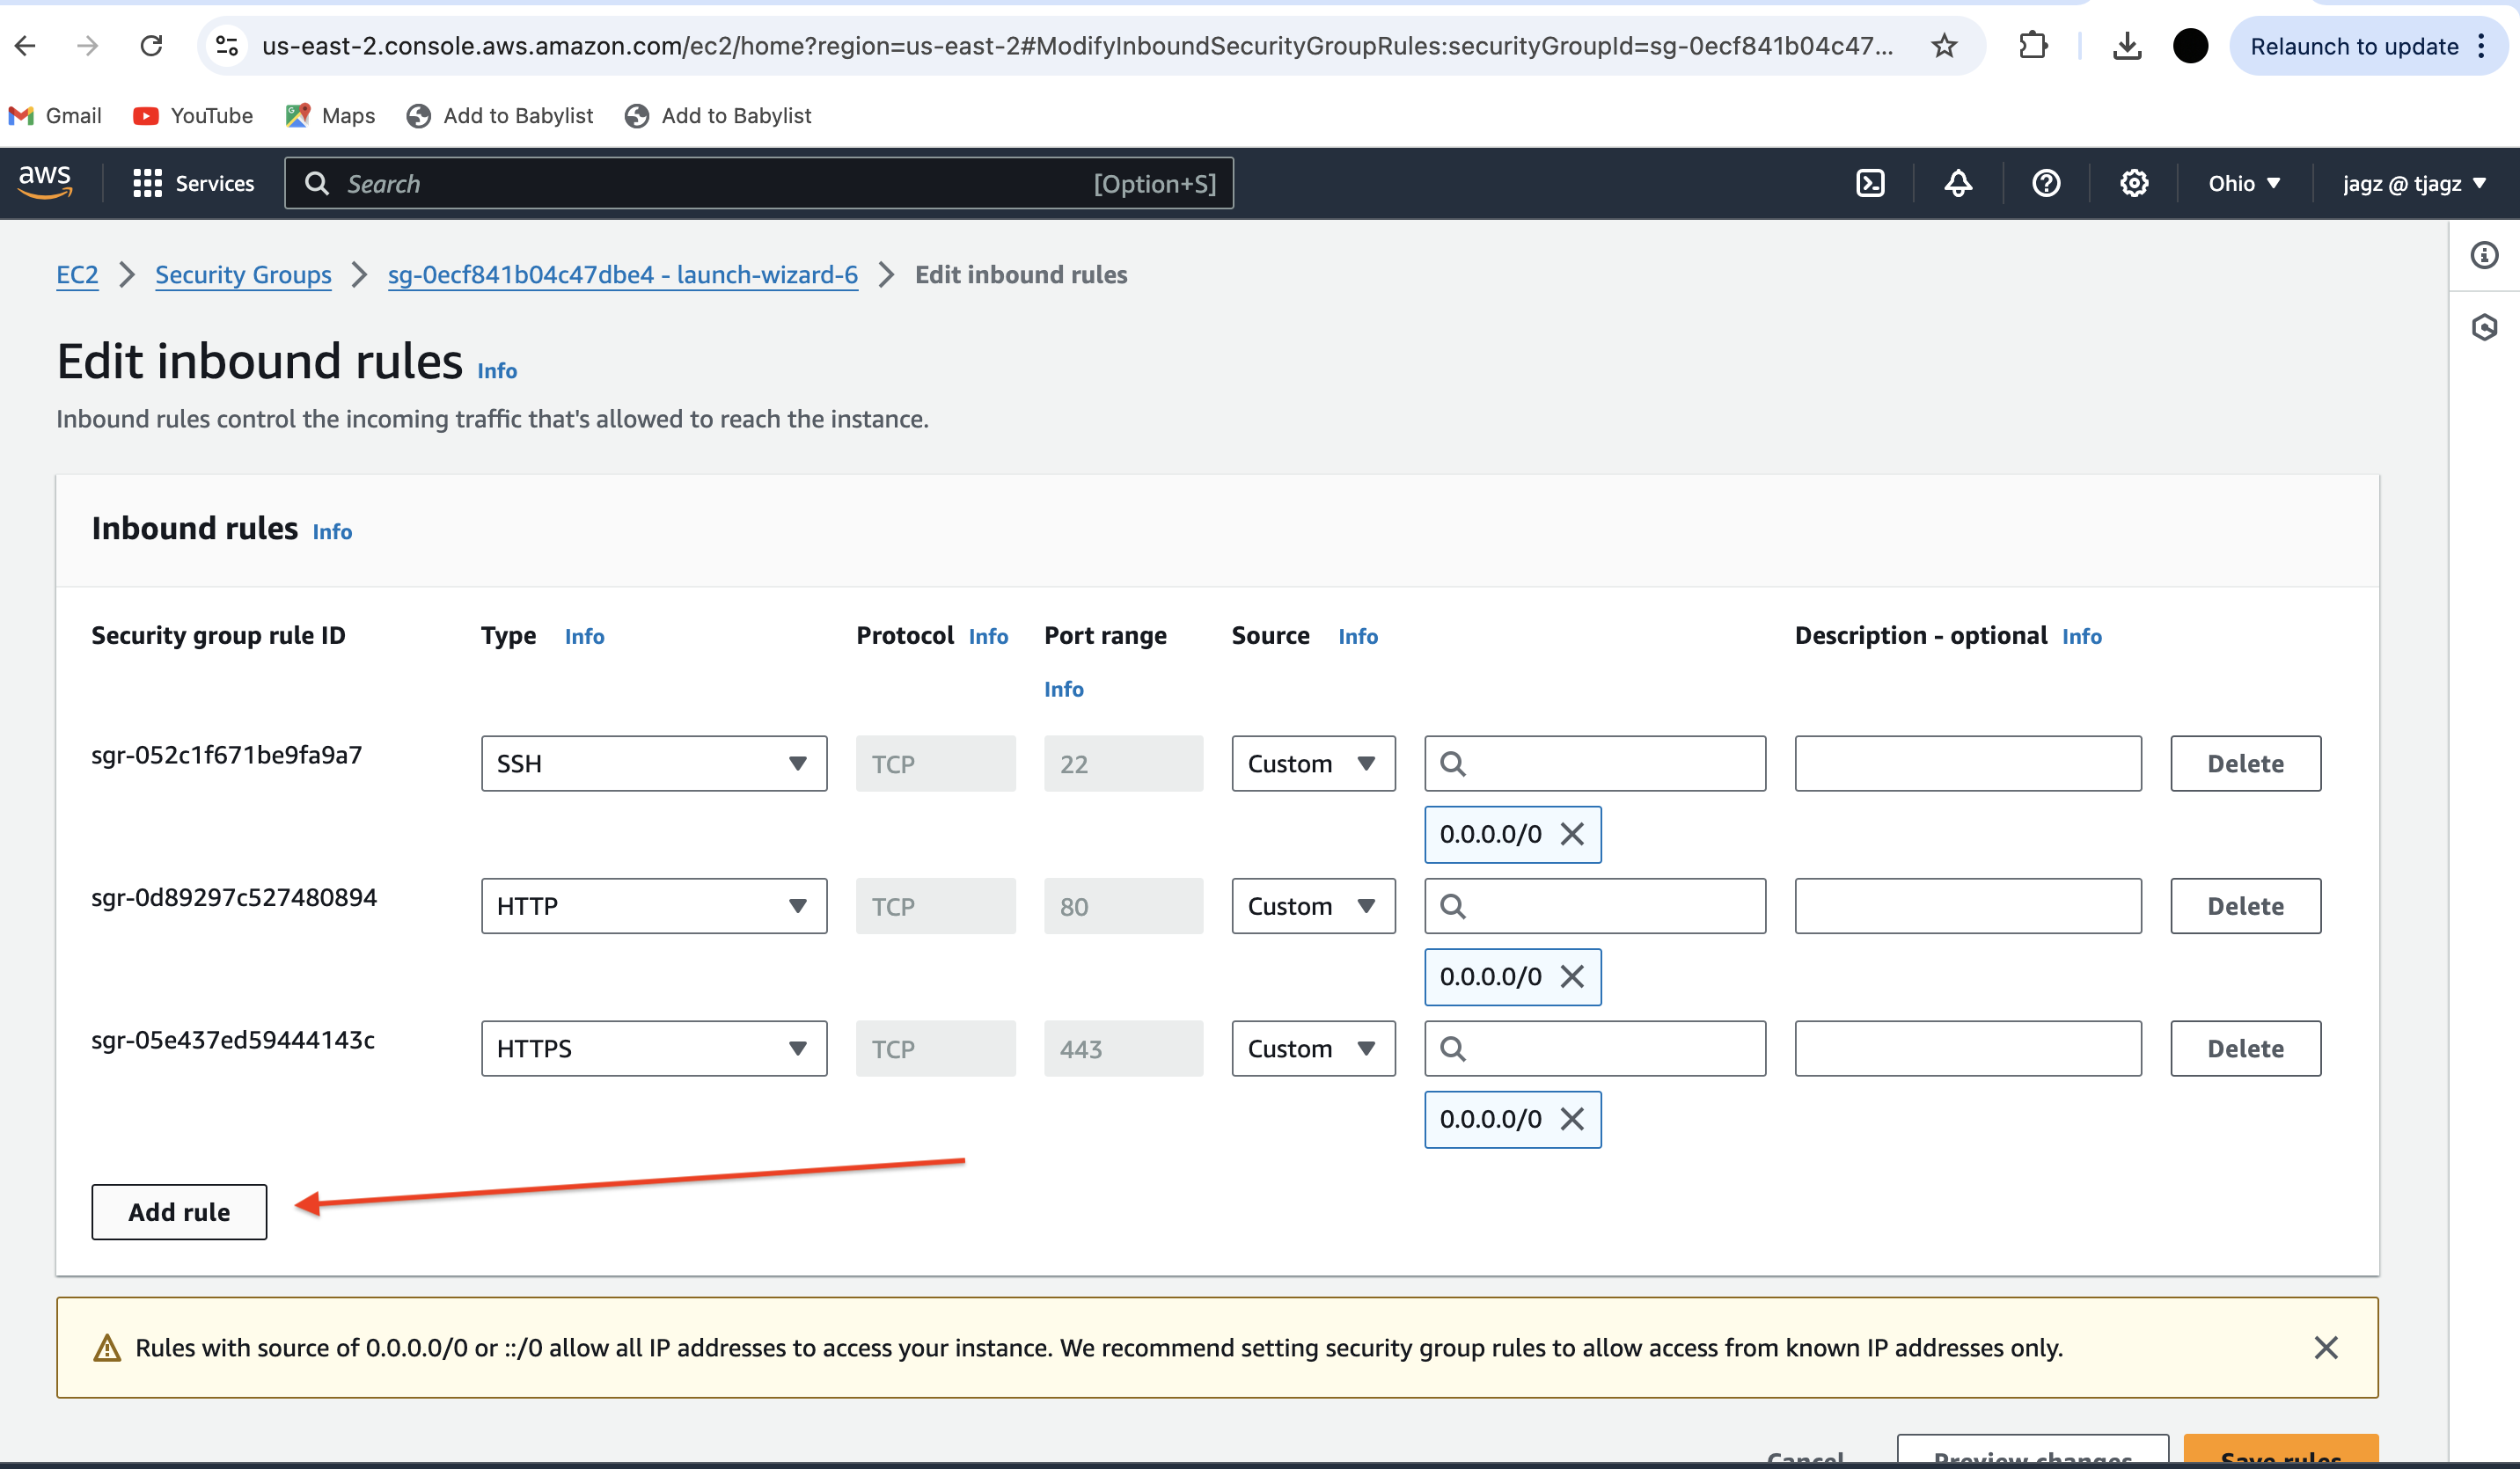 us-east-2.console.aws.amazon.com/ec2/home?region=us-east-2#ModifyInboundSecurityGroupRules:securityGroupId=sg-0ecf841b04c47...
Relaunch to update
Gmail YouTube Maps Add to Babylist Add to Babylist
aws Services Search [Option+S] Ohio jagz @ tjagz
EC2 Security Groups sg-0ecf841b04c47dbe4 - launch-wizard-6 Edit inbound rules
Edit inbound rules Info
Inbound rules control the incoming traffic that's allowed to reach the instance.
Inbound rules Info
Security group rule ID Type Info Protocol Info Port range Source Info Description - optional Info
Info
sgr-052c1f671be9fa9a7 SSH TCP 22 Custom Delete
0.0.0.0/0
sgr-0d89297c527480894 HTTP TCP 80 Custom Delete
0.0.0.0/0
sgr-05e437ed59444143c HTTPS TCP 443 Custom Delete
0.0.0.0/0
Add rule
Rules with source of 0.0.0.0/0 or ::/0 allow all IP addresses to access your instance. We recommend setting security group rules to allow access from known IP addresses only.
Cancel Preview changes Save rules